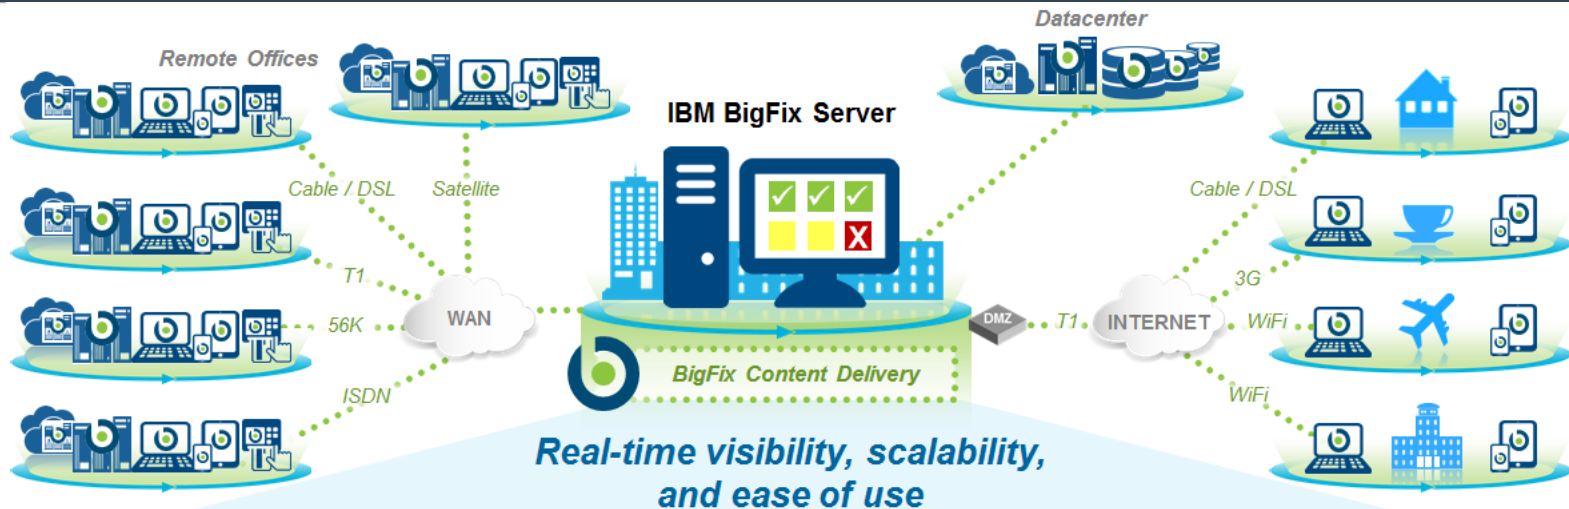 Datacenter
Remote Offices
IBM BigFix Server
Cable / DSL
Satellite
Cable / DSL
T1
3G
56K
WAN
DMZ
T1
INTERNET
WiFi
BigFix Content Delivery
ISDN
WiFi
X
Real-time visibility, scalability,
and ease of use